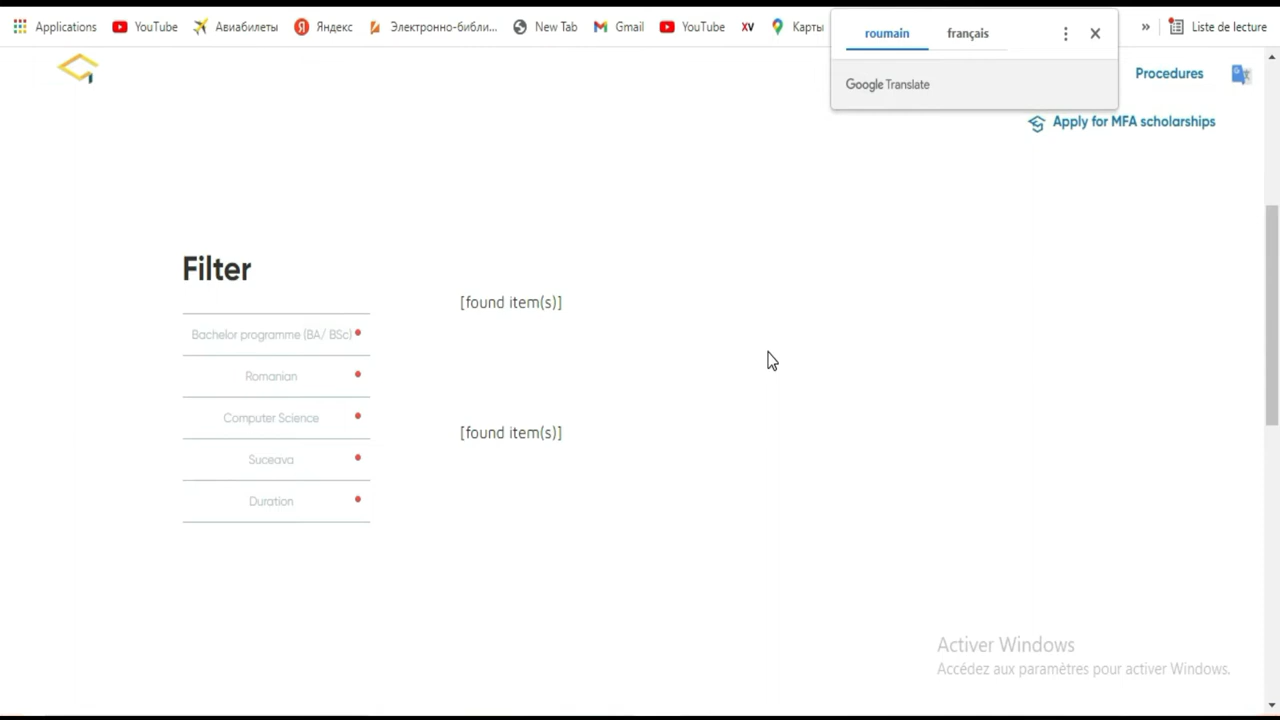 Applications YouTube Авиабилеты Яндекс Электронно-библи... New Tab Gmail YouTube XV Карты » Liste de lecture
roumain français
Google Translate
Procedures
Apply for MFA scholarships
Filter
[found item(s)]
Bachelor programme (BA/ BSc)
Romanian
Computer Science
[found item(s)]
Suceava
Duration
Activer Windows
Accédez aux paramètres pour activer Windows.